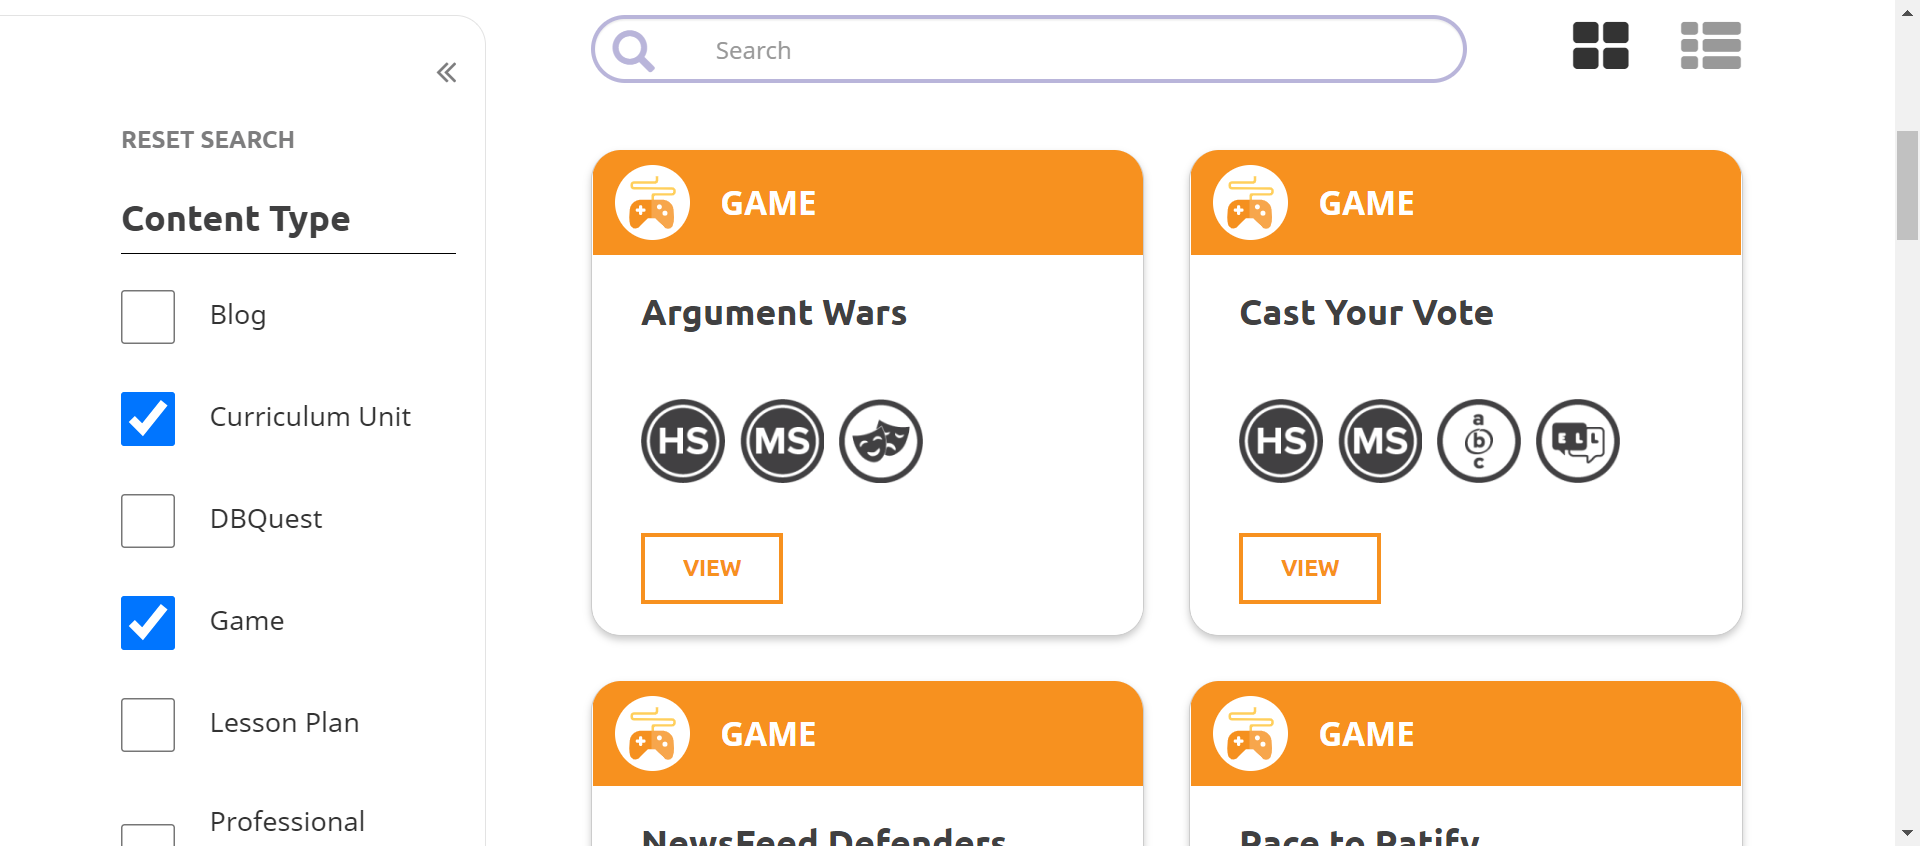 Search
RESET SEARCH
Content Type
Blog
Curriculum Unit
DBQuest
Game
Lesson Plan
Professional
GAME
Argument Wars
HS MS
VIEW
GAME
Cast Your Vote
HS MS a b c E L L
VIEW
GAME
NewsFeed Defenders
GAME
Race to Ratify